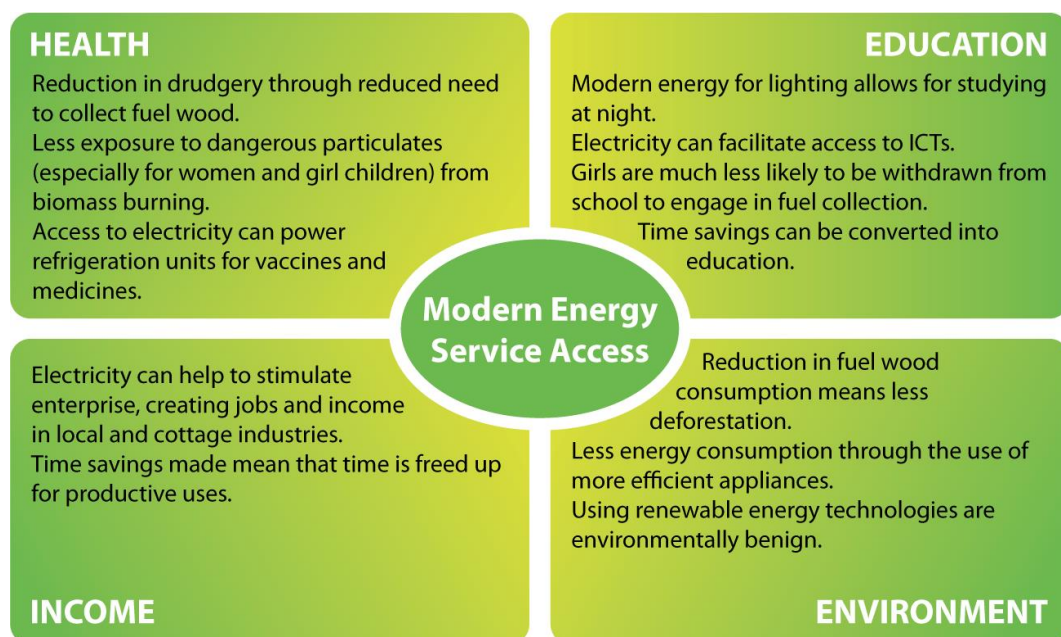 HEALTH
Reduction in drudgery through reduced need
to collect fuel wood.
Less exposure to dangerous particulates
(especially for women and girl children) from
biomass burning.
Access to electricity can power
refrigeration units for vaccines and
medicines.
EDUCATION
Modern energy for lighting allows for studying
at night.
Electricity can facilitate access to ICTs.
Girls are much less likely to be withdrawn from
school to engage in fuel collection.
Time savings can be converted into
education.
Modern Energy
Service Access
Electricity can help to stimulate
enterprise, creating jobs and income
in local and cottage industries.
Time savings made mean that time is freed up
for productive uses.
INCOME
Reduction in fuel wood
consumption means less
deforestation.
Less energy consumption through the use of
more efficient appliances.
Using renewable energy technologies are
environmentally benign.
ENVIRONMENT